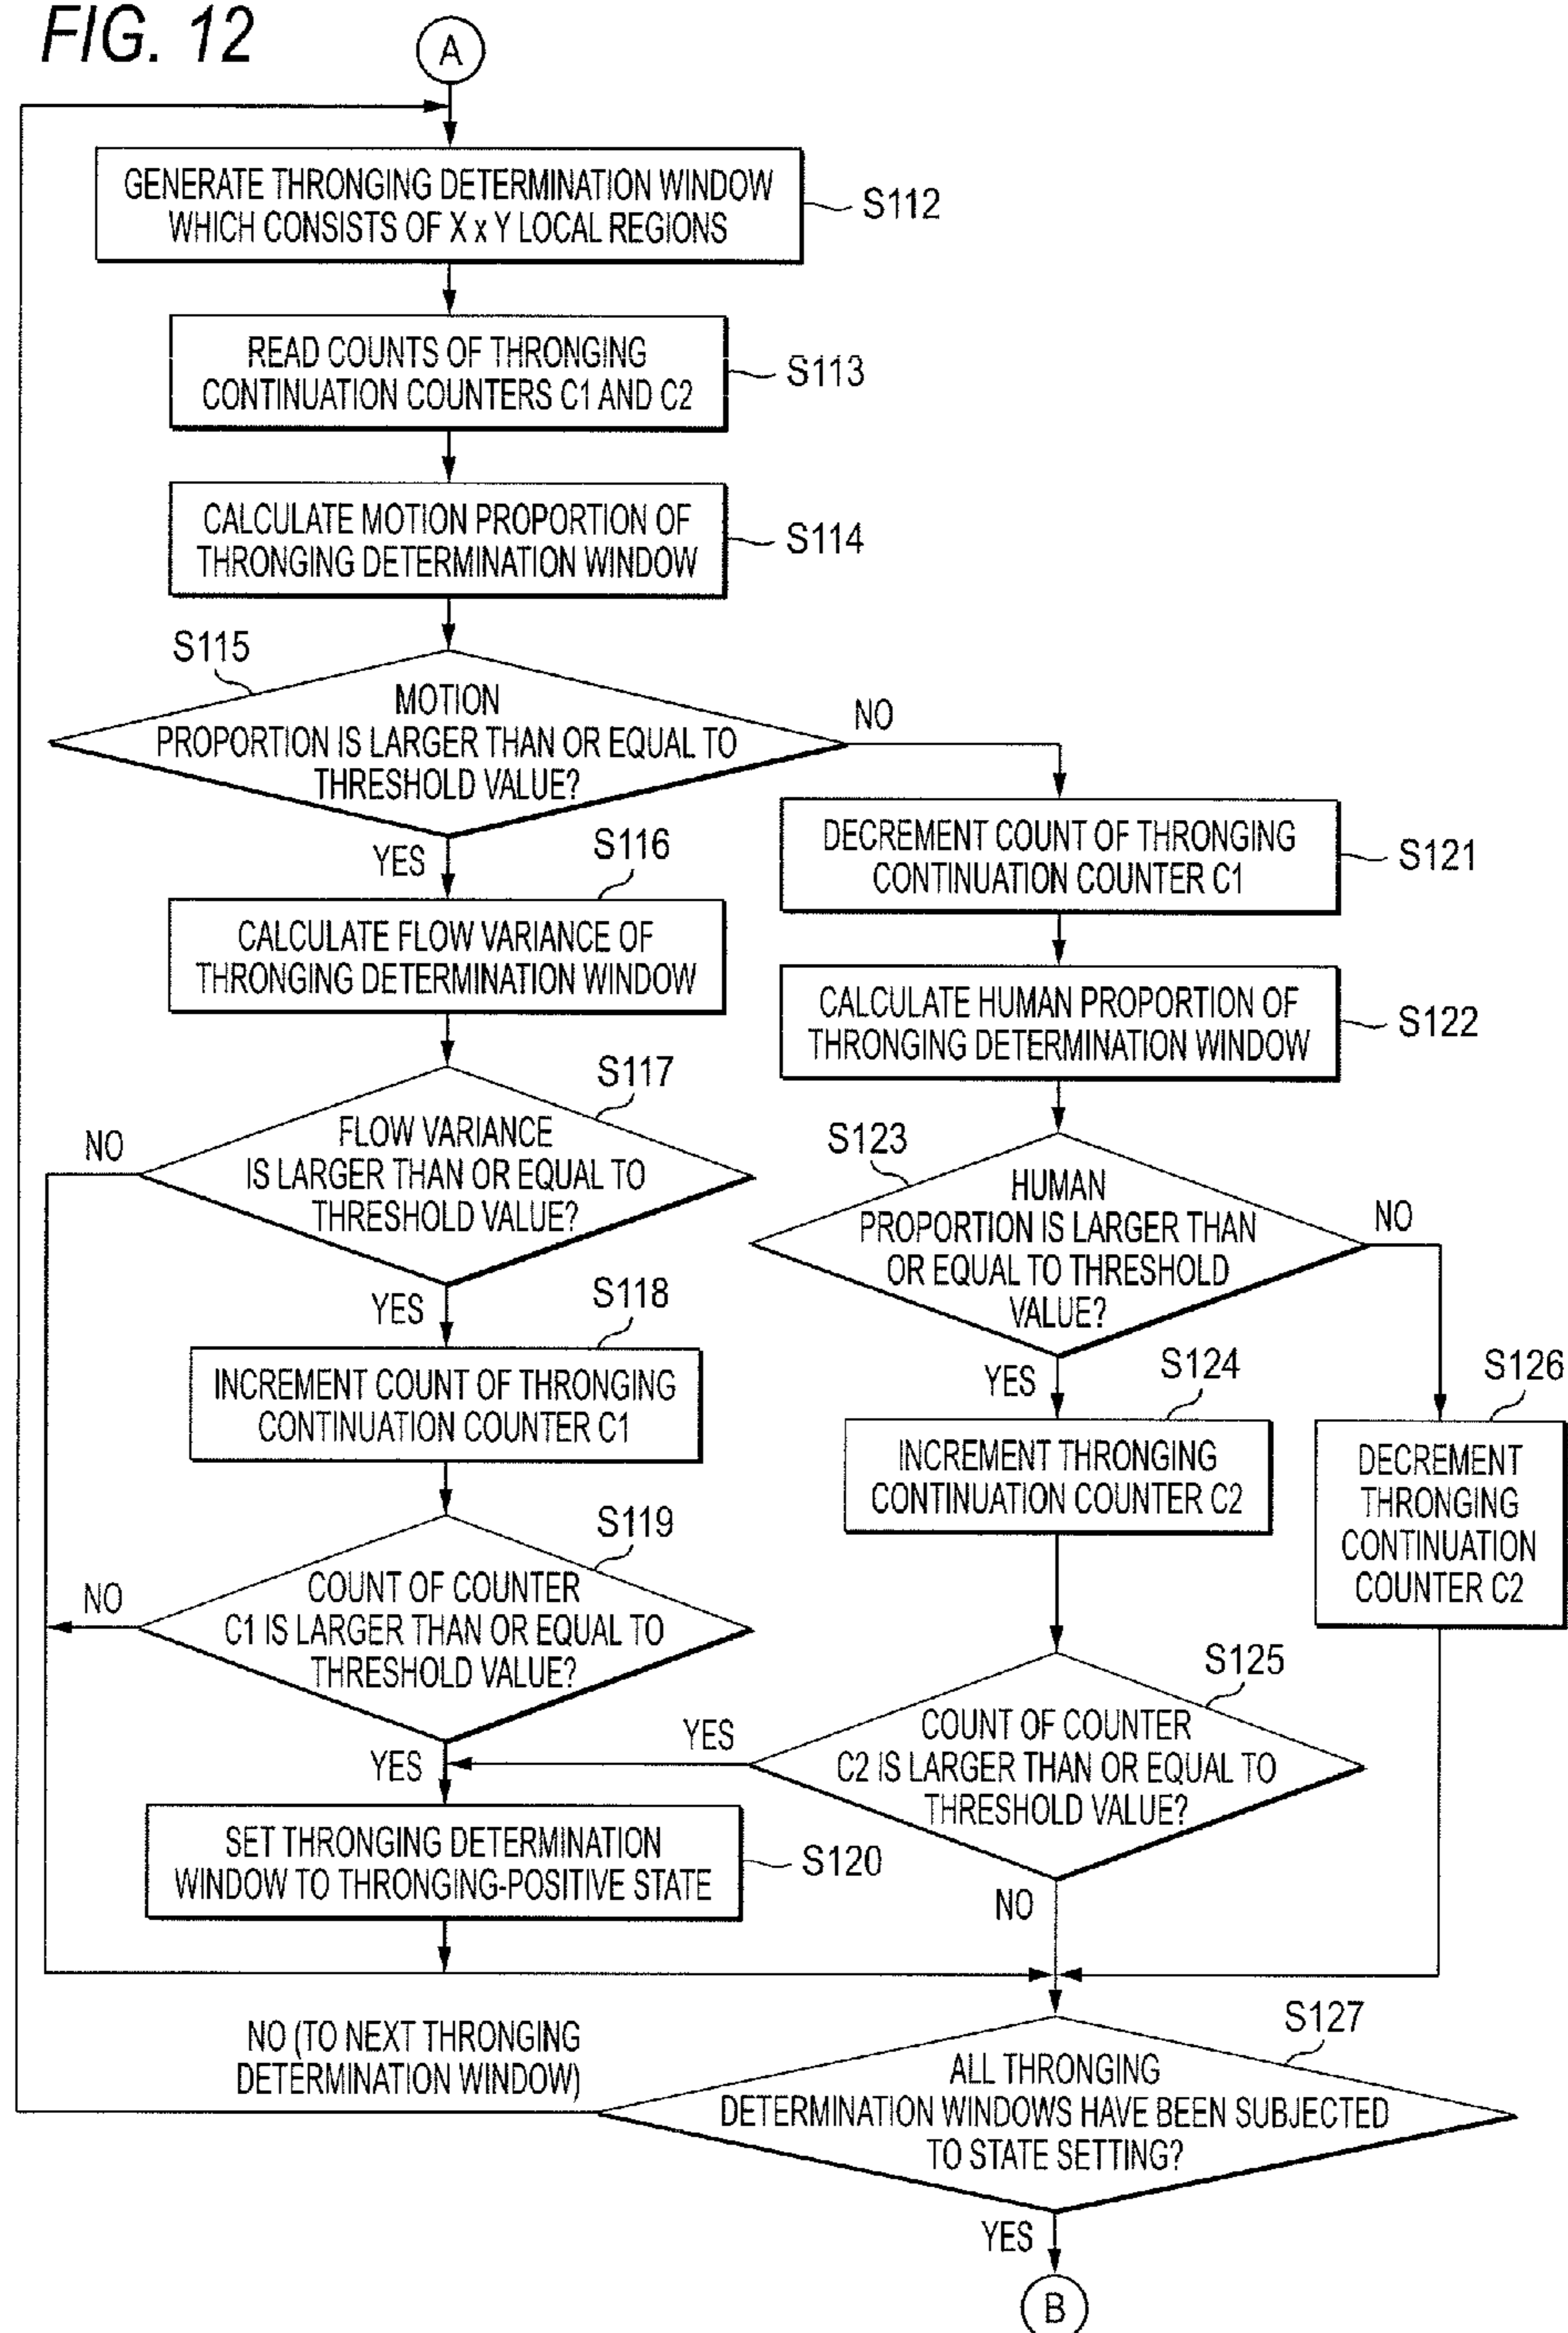 FIG. 12
A
GENERATE THRONGING DETERMINATION WINDOW
WHICH CONSISTS OF X x Y LOCAL REGIONS
S112
READ COUNTS OF THRONGING
CONTINUATION COUNTERS C1 AND C2
S113
CALCULATE MOTION PROPORTION OF
THRONGING DETERMINATION WINDOW
S114
S115
MOTION
PROPORTION IS LARGER THAN OR EQUAL TO
THRESHOLD VALUE?
NO
YES
S116
CALCULATE FLOW VARIANCE OF
THRONGING DETERMINATION WINDOW
S117
FLOW VARIANCE
IS LARGER THAN OR EQUAL TO
THRESHOLD VALUE?
NO
YES
S118
INCREMENT COUNT OF THRONGING
CONTINUATION COUNTER C1
S119
COUNT OF COUNTER
C1 IS LARGER THAN OR EQUAL TO
THRESHOLD VALUE?
NO
YES
SET THRONGING DETERMINATION
WINDOW TO THRONGING-POSITIVE STATE
S120
DECREMENT COUNT OF THRONGING
CONTINUATION COUNTER C1
S121
CALCULATE HUMAN PROPORTION OF
THRONGING DETERMINATION WINDOW
S122
S123
HUMAN
PROPORTION IS LARGER THAN
OR EQUAL TO THRESHOLD
VALUE?
NO
YES
S124
INCREMENT THRONGING
CONTINUATION COUNTER C2
S126
DECREMENT
THRONGING
CONTINUATION
COUNTER C2
S125
COUNT OF COUNTER
C2 IS LARGER THAN OR EQUAL TO
THRESHOLD VALUE?
YES
NO
S127
ALL THRONGING
DETERMINATION WINDOWS HAVE BEEN SUBJECTED
TO STATE SETTING?
NO (TO NEXT THRONGING
DETERMINATION WINDOW)
YES
B